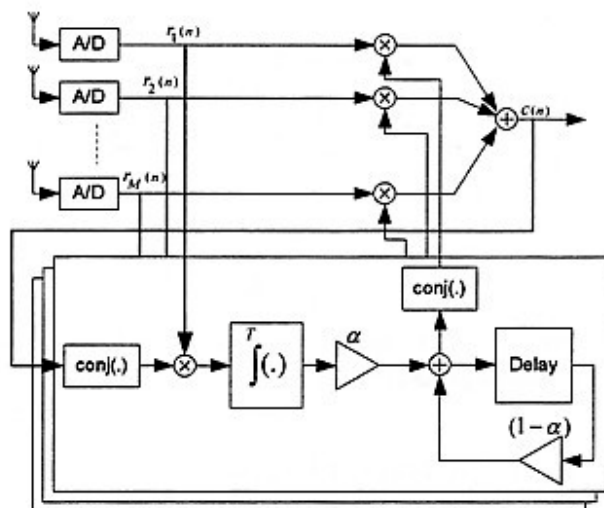 A/D
r₁(n)
A/D
r₂(n)
A/D
r_M(n)
×
×
×
+
C(n)
conj(.)
conj(.)
×
T
∫(.)
α
+
Delay
(1-α)